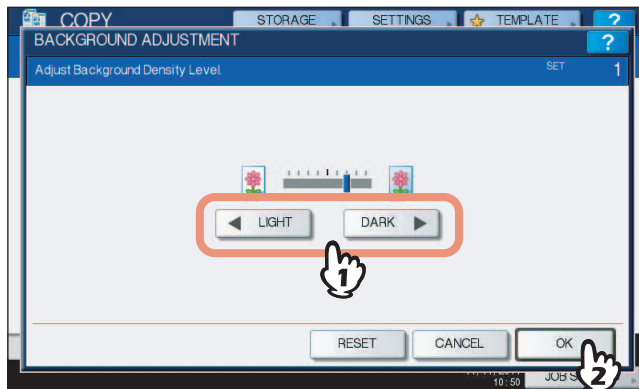 COPY STORAGE SETTINGS TEMPLATE ?
BACKGROUND ADJUSTMENT ?
Adjust Background Density Level. SET 1
LIGHT DARK
1
RESET CANCEL OK
2
10:50 JOB S